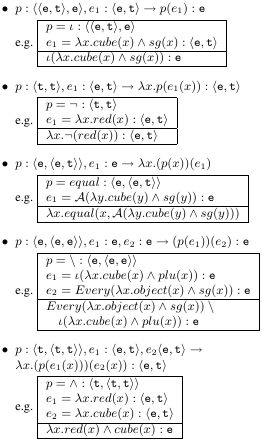 • p : ⟨⟨e, t⟩, e⟩, e₁ : ⟨e, t⟩ → p(e₁) : e
e.g. p = ι : ⟨⟨e, t⟩, e⟩
e₁ = λx.cube(x) ∧ sg(x) : ⟨e, t⟩
ι(λx.cube(x) ∧ sg(x)) : e
• p : ⟨t, t⟩, e₁ : ⟨e, t⟩ → λx.p(e₁(x)) : ⟨e, t⟩
e.g. p = ¬ : ⟨t, t⟩
e₁ = λx.red(x) : ⟨e, t⟩
λx.¬(red(x)) : ⟨e, t⟩
• p : ⟨e, ⟨e, t⟩⟩, e₁ : e → λx.(p(x))(e₁)
e.g. p = equal : ⟨e, ⟨e, t⟩⟩
e₁ = A(λy.cube(y) ∧ sg(y)) : e
λx.equal(x, A(λy.cube(y) ∧ sg(y)))
• p : ⟨e, ⟨e, e⟩⟩, e₁ : e, e₂ : e → (p(e₁))(e₂) : e
e.g. p = \ : ⟨e, ⟨e, e⟩⟩
e₁ = ι(λx.cube(x) ∧ plu(x)) : e
e₂ = Every(λx.object(x) ∧ sg(x)) : e
Every(λx.object(x) ∧ sg(x)) \
ι(λx.cube(x) ∧ plu(x)) : e
• p : ⟨t, ⟨t, t⟩⟩, e₁ : ⟨e, t⟩, e₂⟨e, t⟩ →
λx.(p(e₁(x)))(e₂(x)) : ⟨e, t⟩
e.g. p = ∧ : ⟨t, ⟨t, t⟩⟩
e₁ = λx.red(x) : ⟨e, t⟩
e₂ = λx.cube(x) : ⟨e, t⟩
λx.red(x) ∧ cube(x) : e